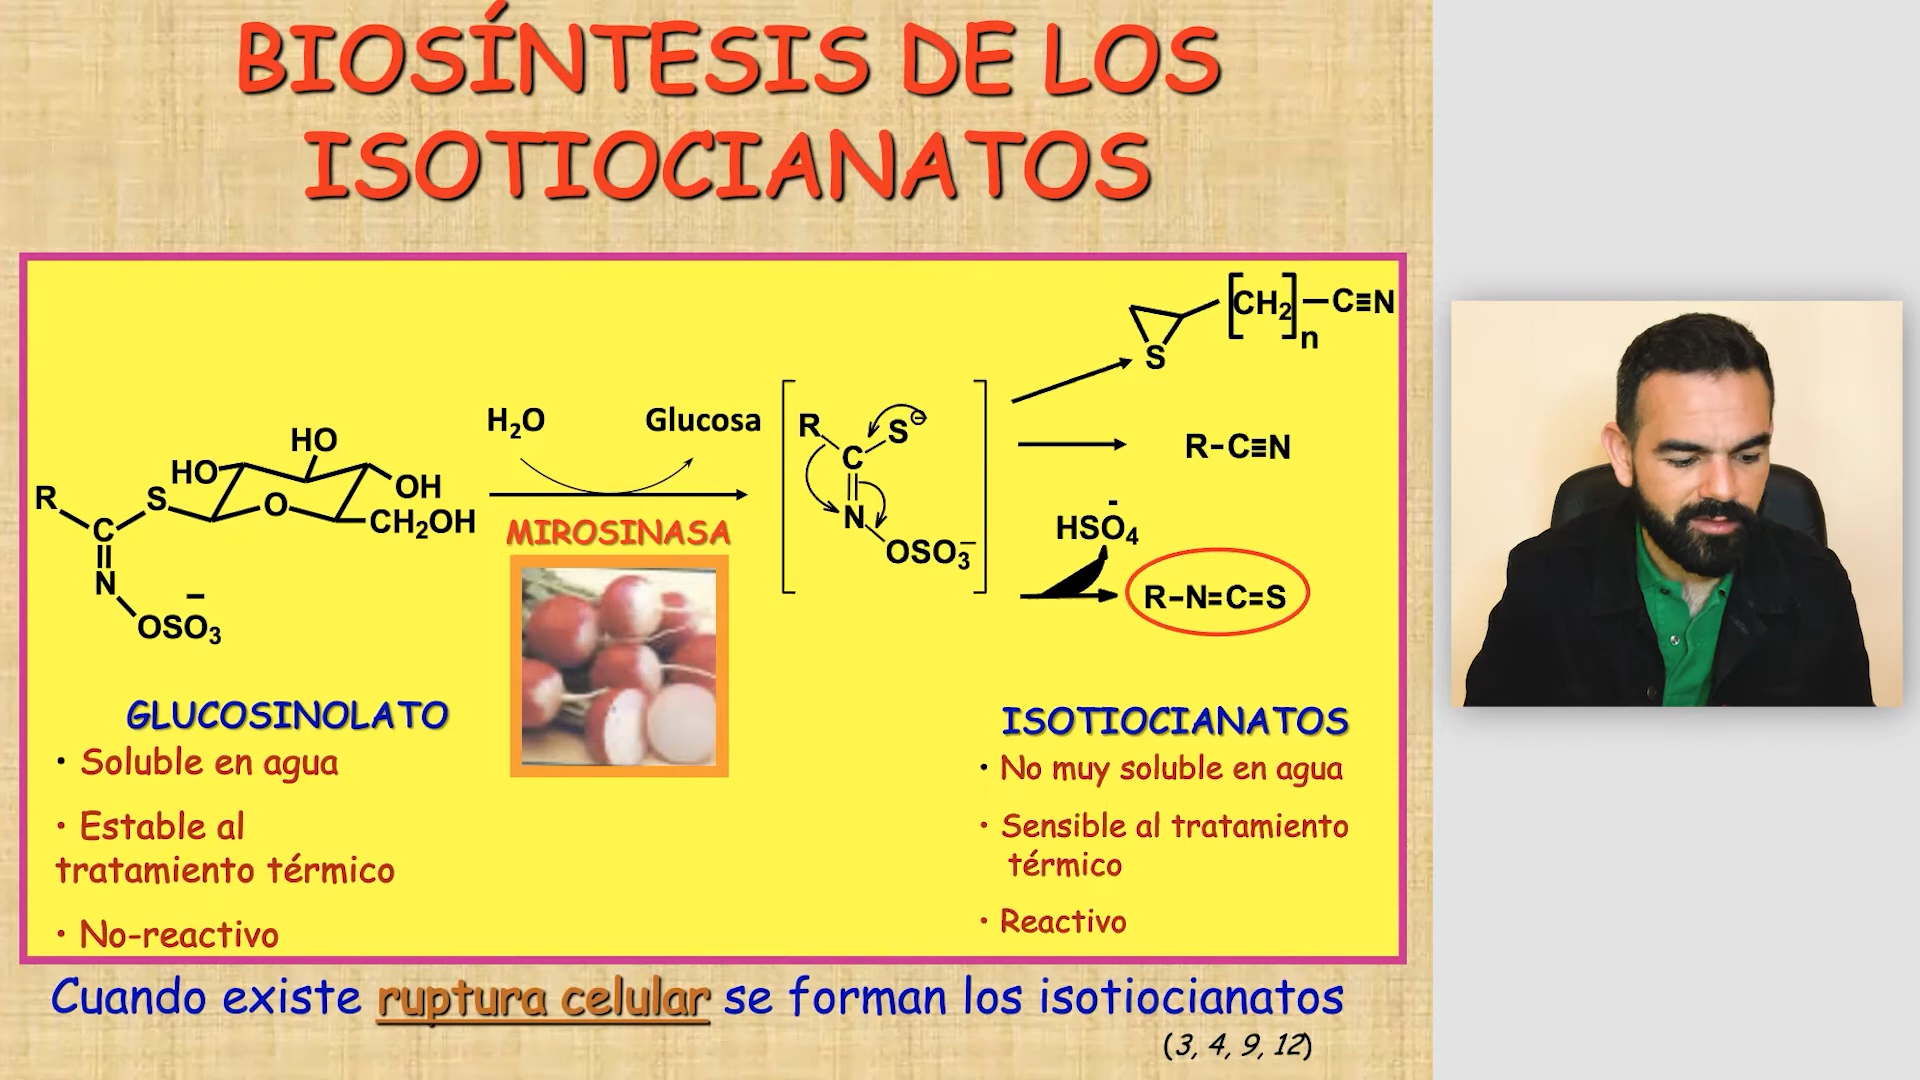 BIOSÍNTESIS DE LOS
ISOTIOCIANATOS
[CH2]n–C≡N
S
H2O
Glucosa
R
S⊖
C
N
OSO3−
R–C≡N
HO
HO
OH
R
S
O
CH2OH
C
N
OSO3−
MIROSINASA
HSO4-
R–N=C=S
GLUCOSINOLATO
· Soluble en agua
· Estable al
tratamiento térmico
· No-reactivo
ISOTIOCIANATOS
· No muy soluble en agua
· Sensible al tratamiento
térmico
· Reactivo
Cuando existe ruptura celular se forman los isotiocianatos
(3, 4, 9, 12)